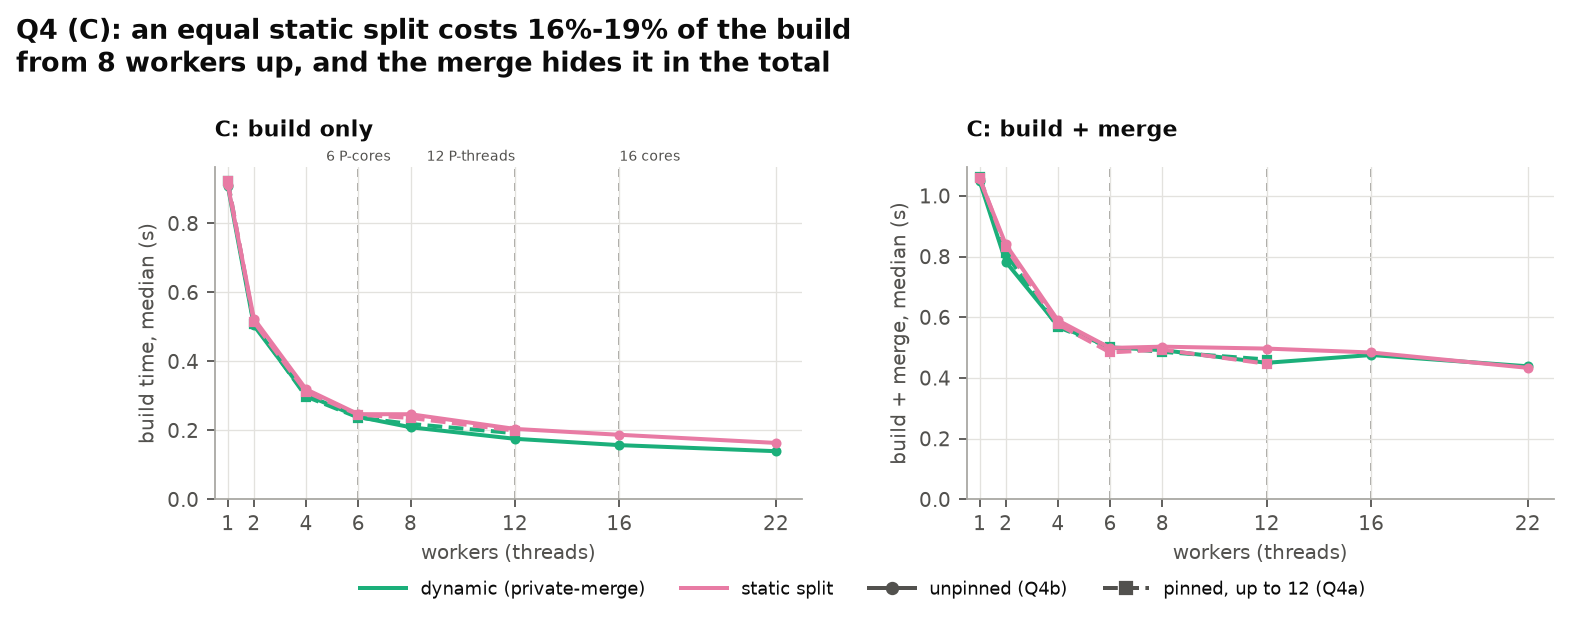 Q4 (C): an equal static split costs 16%-19% of the build
from 8 workers up, and the merge hides it in the total
C: build only
6 P-cores
12 P-threads
16 cores
build time, median (s)
0.8
0.6
0.4
0.2
0.0
1 2 4 6 8 12 16 22
workers (threads)
C: build + merge
build + merge, median (s)
1.0
0.8
0.6
0.4
0.2
0.0
1 2 4 6 8 12 16 22
workers (threads)
dynamic (private-merge)
static split
unpinned (Q4b)
pinned, up to 12 (Q4a)